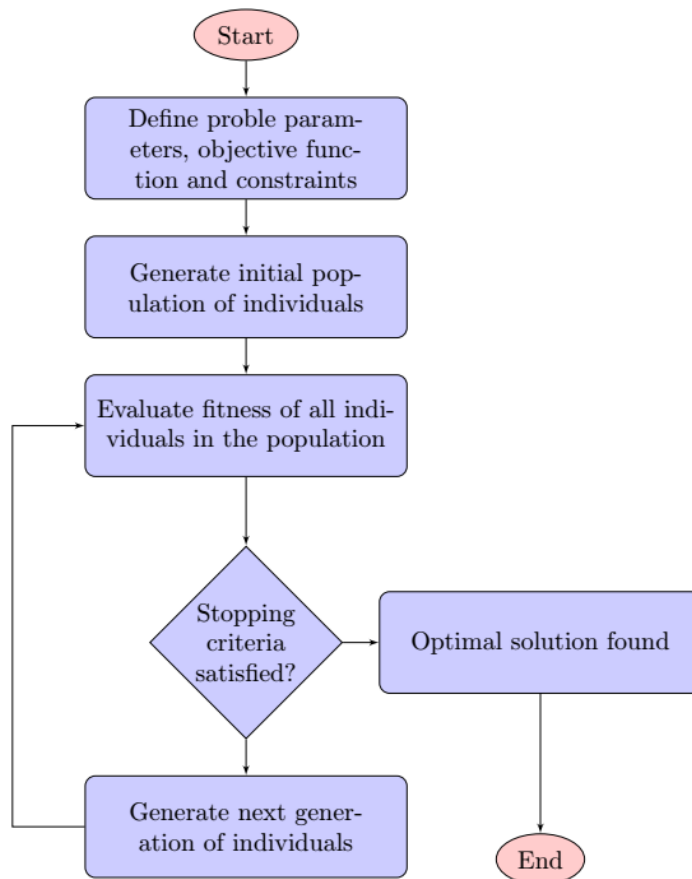 Start
Define proble param-
eters, objective func-
tion and constraints
Generate initial pop-
ulation of individuals
Evaluate fitness of all indi-
viduals in the population
Stopping
criteria
satisfied?
Optimal solution found
Generate next gener-
ation of individuals
End